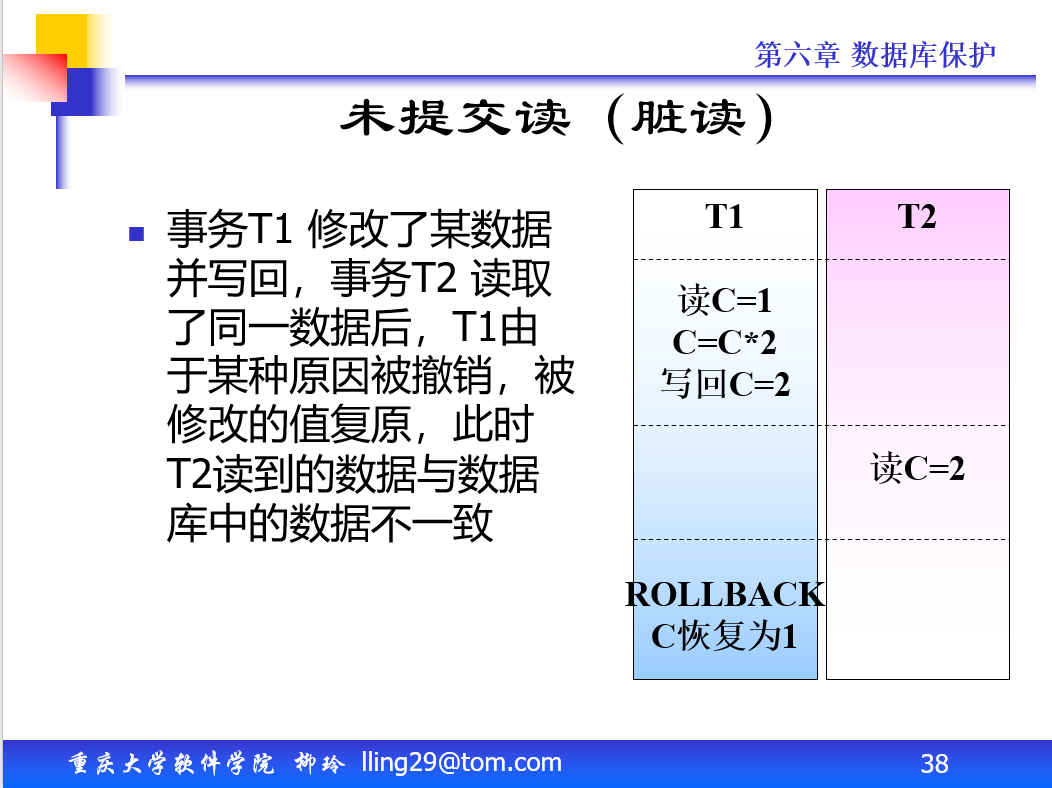 第六章 数据库保护
未提交读（脏读）
事务T1 修改了某数据
并写回，事务T2 读取
了同一数据后，T1由
于某种原因被撤销，被
修改的值复原，此时
T2读到的数据与数据
库中的数据不一致
T1
T2
读C=1
C=C*2
写回C=2
读C=2
ROLLBACK
C恢复为1
重庆大学软件学院 柳玲 lling29@tom.com
38